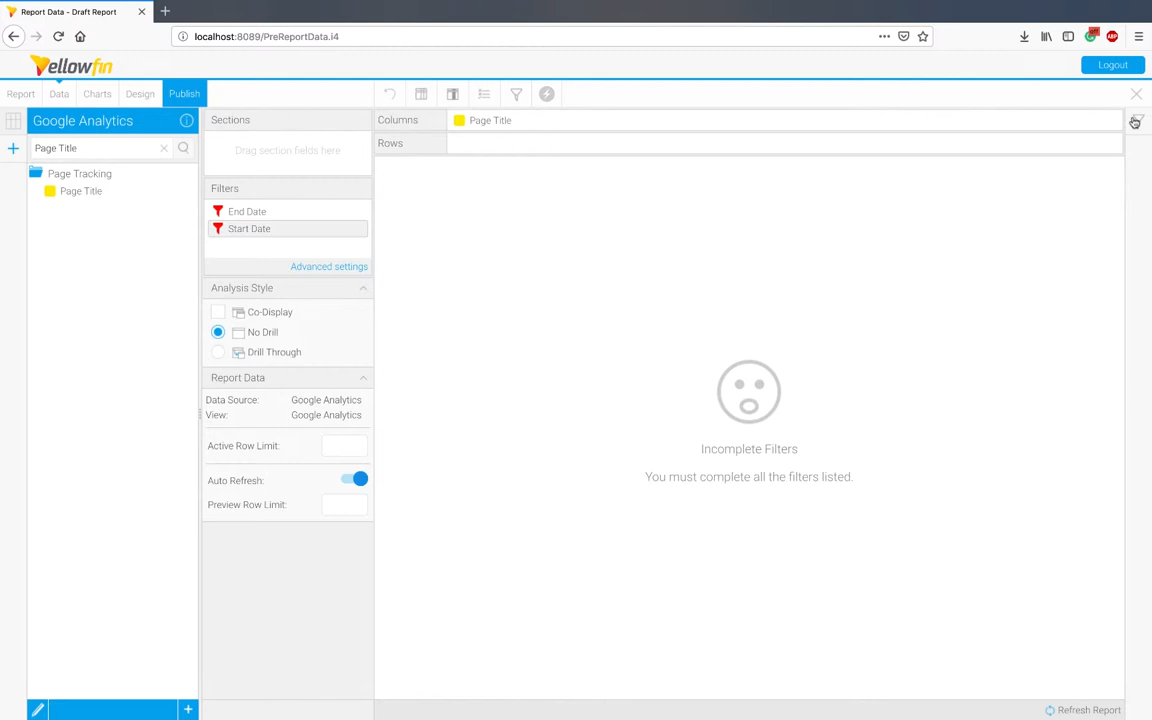 Report Data - Draft Report
localhost:8089/PreReportData.i4
off
ABP
Yellowfin
Logout
Report
Data
Charts
Design
Publish
Google Analytics
Page Title
Page Tracking
Page Title
Sections
Drag section fields here
Filters
End Date
Start Date
Advanced settings
Analysis Style
Co-Display
No Drill
Drill Through
Report Data
Data Source: Google Analytics
View: Google Analytics
Active Row Limit:
Auto Refresh:
Preview Row Limit:
Columns
Page Title
Rows
Incomplete Filters
You must complete all the filters listed.
Refresh Report